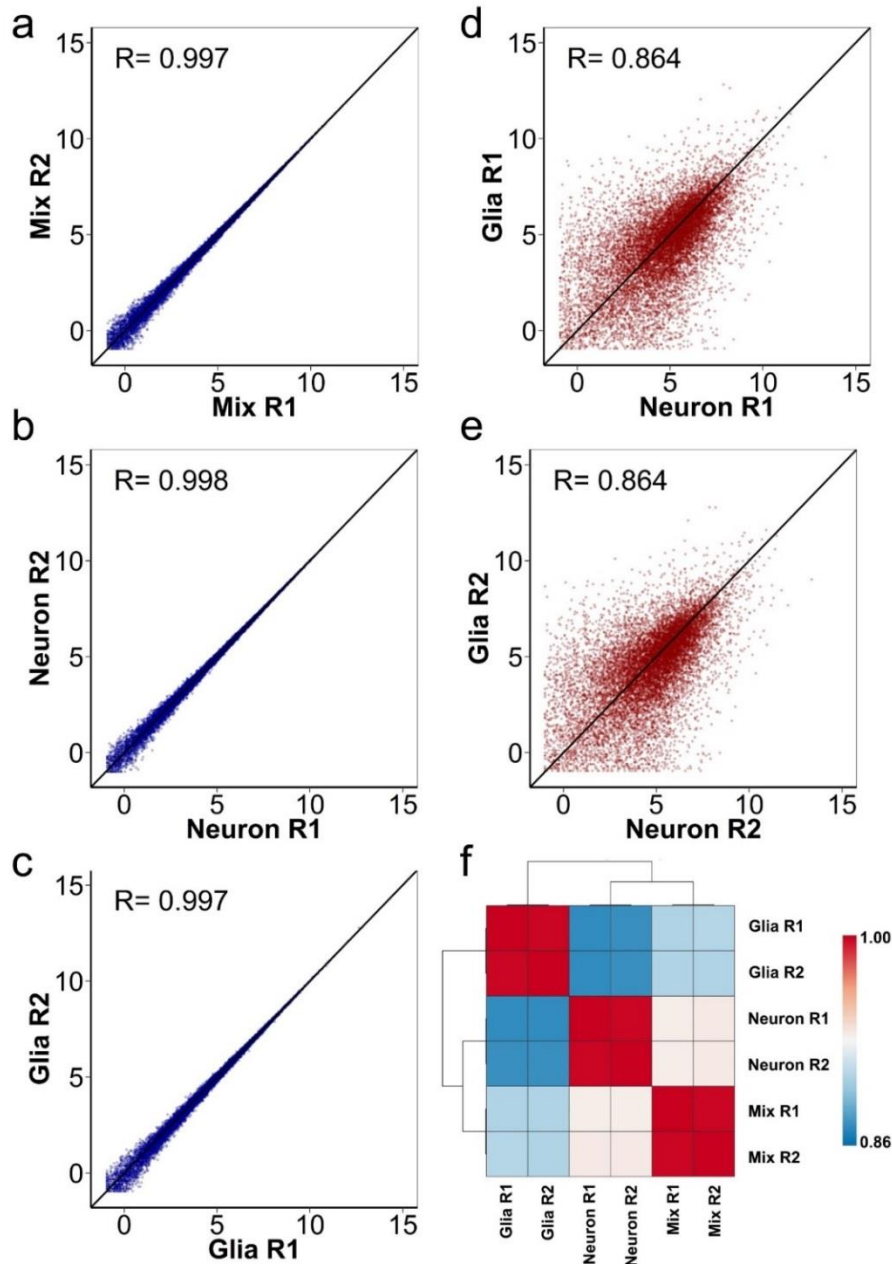 a
15
R= 0.997
10
Mix R2
5
0
0 5 10 15
Mix R1
b
15
R= 0.998
10
Neuron R2
5
0
0 5 10 15
Neuron R1
c
15
R= 0.997
10
Glia R2
5
0
0 5 10 15
Glia R1
d
15
R= 0.864
10
Glia R1
5
0
0 5 10 15
Neuron R1
e
15
R= 0.864
10
Glia R2
5
0
0 5 10 15
Neuron R2
f
Glia R1
Glia R2
Neuron R1
Neuron R2
Mix R1
Mix R2
1.00
0.86
Glia R1
Glia R2
Neuron R1
Neuron R2
Mix R1
Mix R2